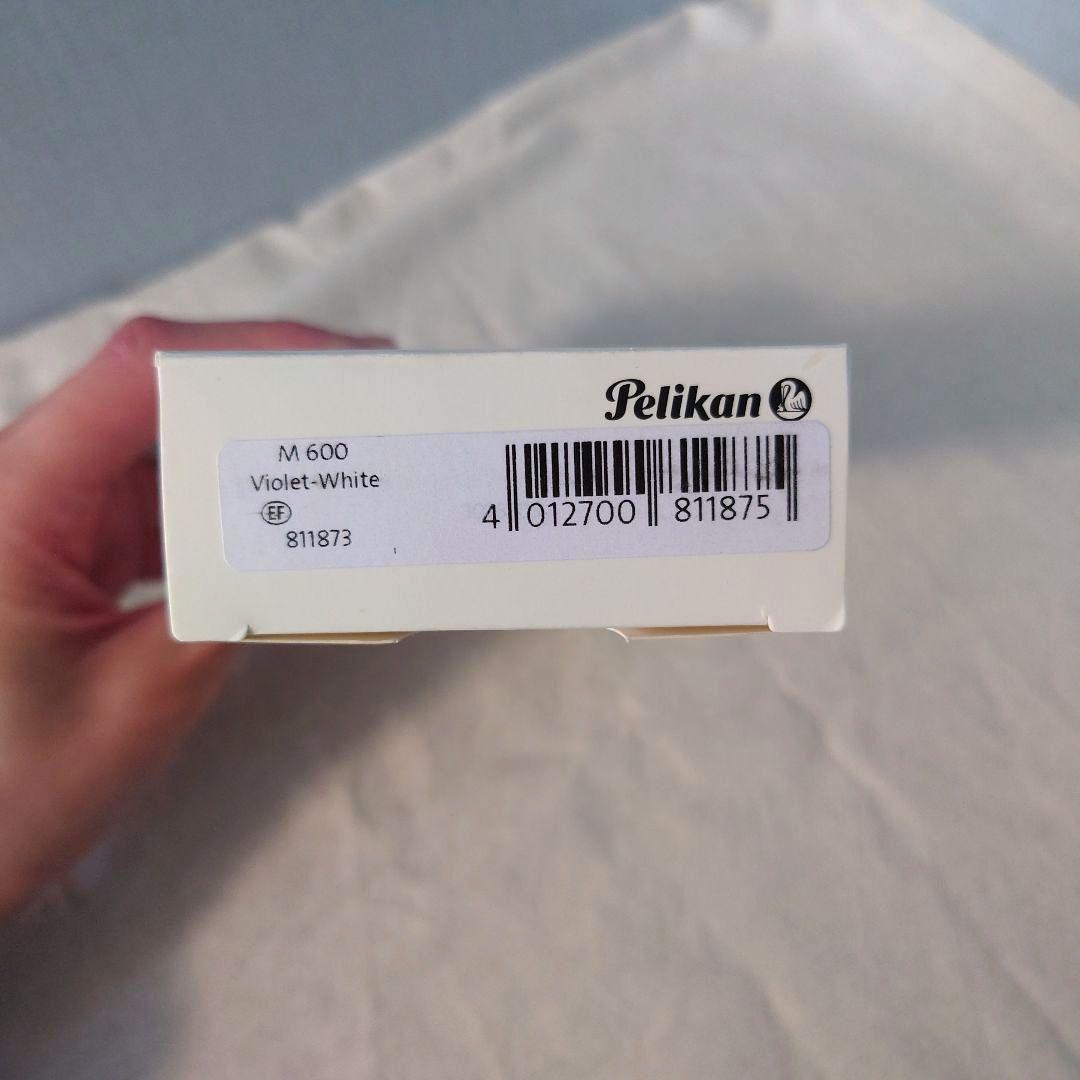 Pelikan
M 600
Violet-White
EF
811873
4 012700 811875